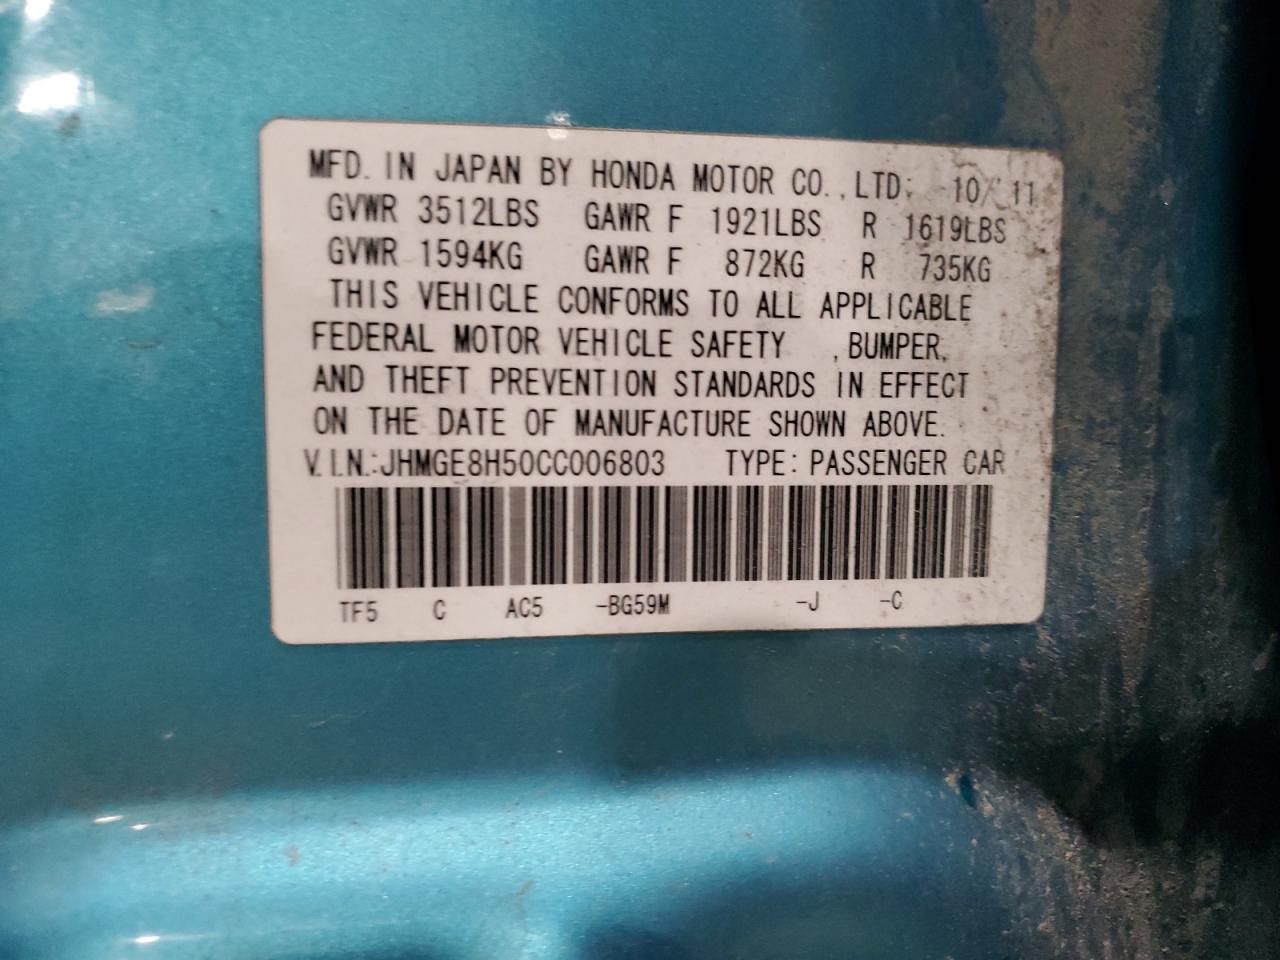 MFD. IN JAPAN BY HONDA MOTOR CO.,LTD; 10/ 11
GVWR 3512LBS GAWR F 1921LBS R 1619LBS
GVWR 1594KG GAWR F 872KG R 735KG
THIS VEHICLE CONFORMS TO ALL APPLICABLE
FEDERAL MOTOR VEHICLE SAFETY , BUMPER,
AND THEFT PREVENTION STANDARDS IN EFFECT
ON THE DATE OF MANUFACTURE SHOWN ABOVE.
V.I.N.:JHMGE8H50CC006803 TYPE: PASSENGER CAR
TF5 C AC5 -BG59M -J -C